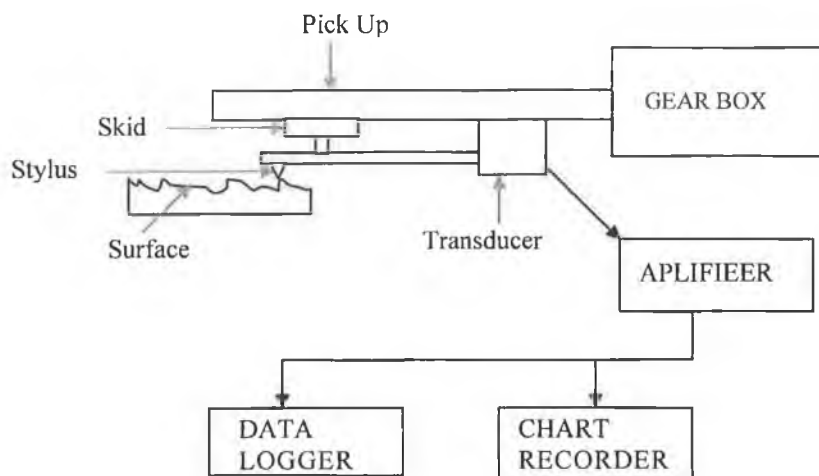 Pick Up
GEAR BOX
Skid
Stylus
Surface
Transducer
APLIFIEER
DATA
LOGGER
CHART
RECORDER